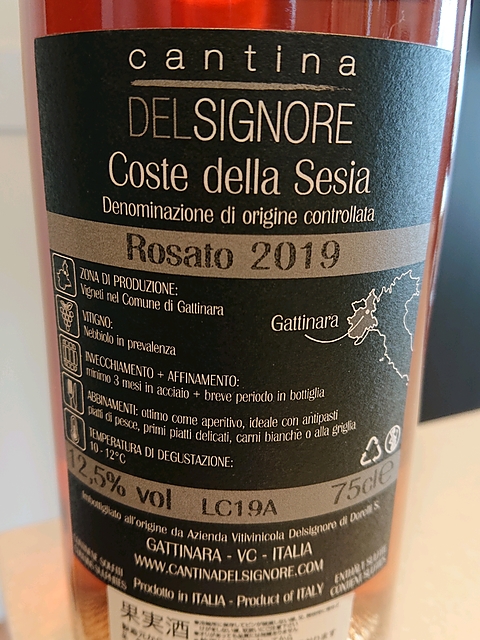 cantina
DELSIGNORE
Coste della Sesia
Denominazione di origine controllata
Rosato 2019
ZONA DI PRODUZIONE:
Vigneti nel Comune di Gattinara
Gattinara
VITIGNO:
Nebbiolo in prevalenza
INVECCHIAMENTO + AFFINAMENTO:
minimo 3 mesi in acciaio + breve periodo in bottiglia
ABBINAMENTI: ottimo come aperitivo, ideale con antipasti
piatti di pesce, primi piatti delicati, carni bianche o alla griglia
TEMPERATURA DI DEGUSTAZIONE:
10 - 12°C
12,5% vol LC19A 75cl e
Imbottigliato all'origine da Azienda Vitivinicola Delsignore di Dorelli S.
GATTINARA - VC - ITALIA
WWW.CANTINADELSIGNORE.COM
Prodotto in ITALIA - Product of ITALY
ENTHÄLT SULFITE
果実酒